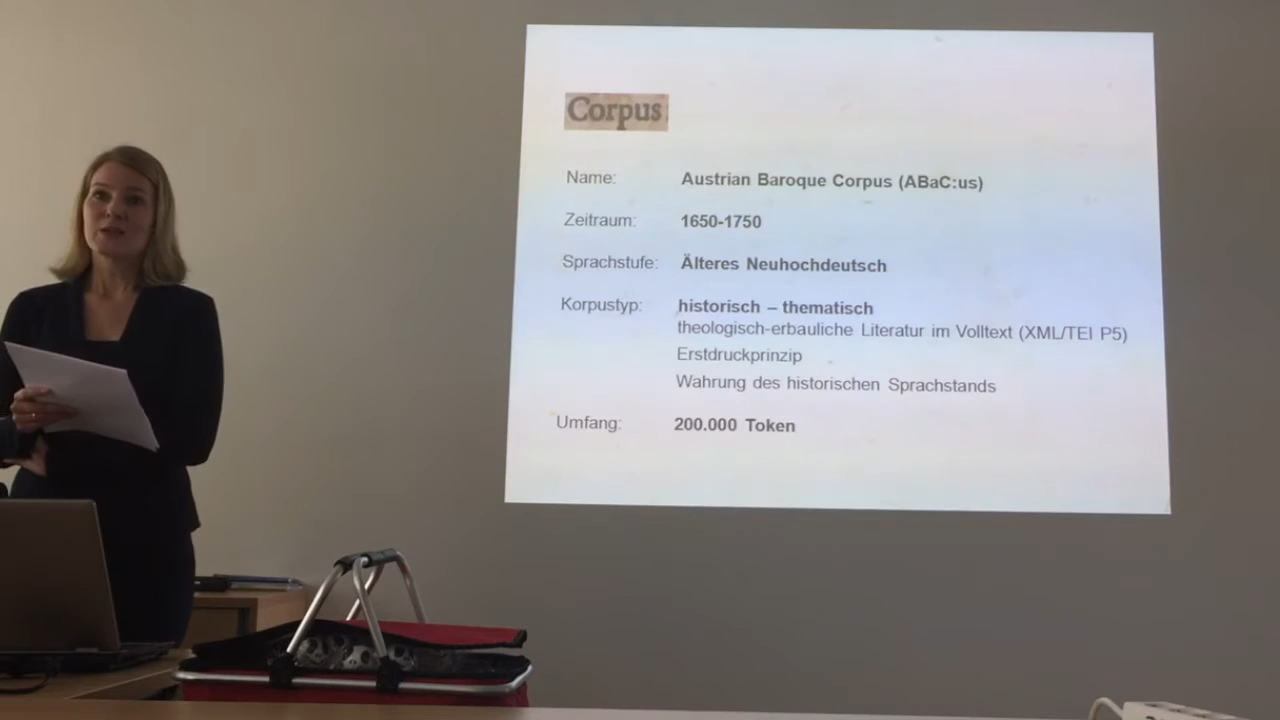 Corpus
Name: Austrian Baroque Corpus (ABaC:us)
Zeitraum: 1650-1750
Sprachstufe: Älteres Neuhochdeutsch
Korpustyp: historisch – thematisch
theologisch-erbauliche Literatur im Volltext (XML/TEI P5)
Erstdruckprinzip
Wahrung des historischen Sprachstands
Umfang: 200.000 Token